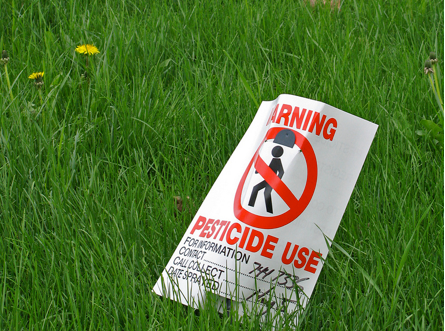 ARNING
PESTICIDE USE
FOR INFORMATION
CONTACT
CALL COLLECT
DATE SPRAYED